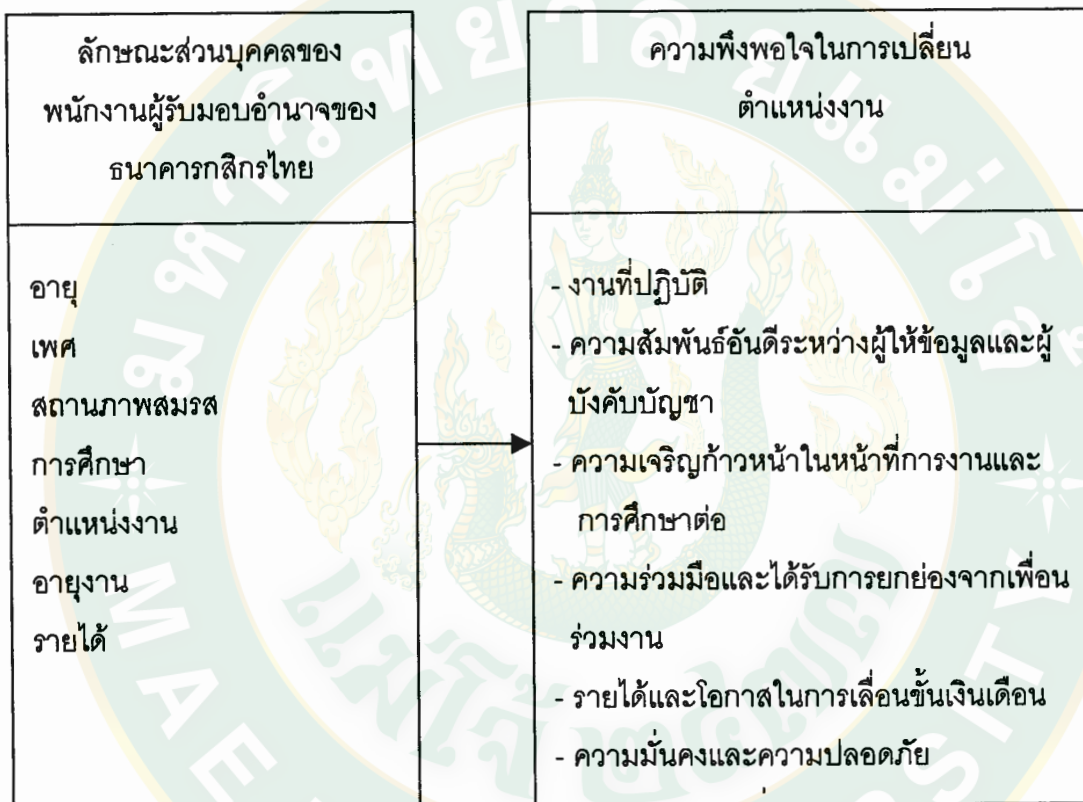 ลักษณะส่วนบุคคลของ
พนักงานผู้รับมอบอำนาจของ
ธนาคารกสิกรไทย
อายุ
เพศ
สถานภาพสมรส
การศึกษา
ตำแหน่งงาน
อายุงาน
รายได้
ความพึงพอใจในการเปลี่ยน
ตำแหน่งงาน
- งานที่ปฏิบัติ
- ความสัมพันธ์อันดีระหว่างผู้ให้ข้อมูลและผู้
บังคับบัญชา
- ความเจริญก้าวหน้าในหน้าที่การงานและ
การศึกษาต่อ
- ความร่วมมือและได้รับการยกย่องจากเพื่อน
ร่วมงาน
- รายได้และโอกาสในการเลื่อนขั้นเงินเดือน
- ความมั่นคงและความปลอดภัย